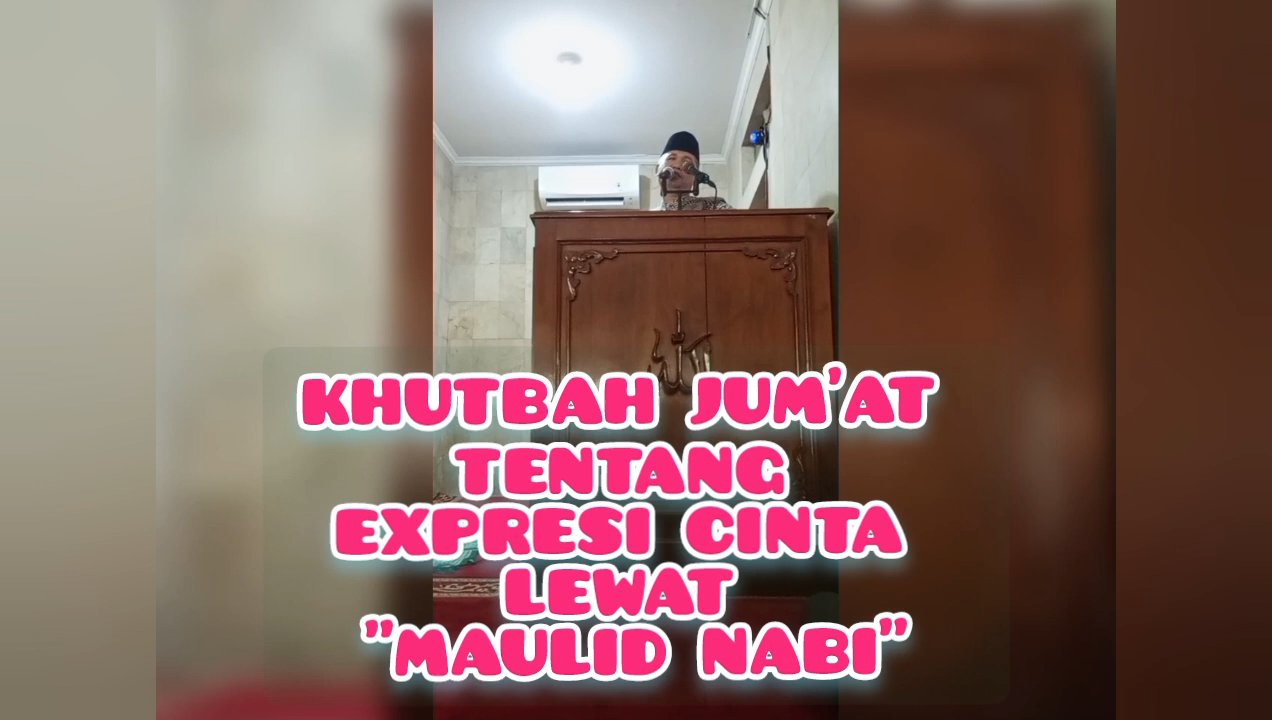 KHUTBAH JUM'AT
TENTANG
EXPRESI CINTA
LEWAT
"MAULID NABI"